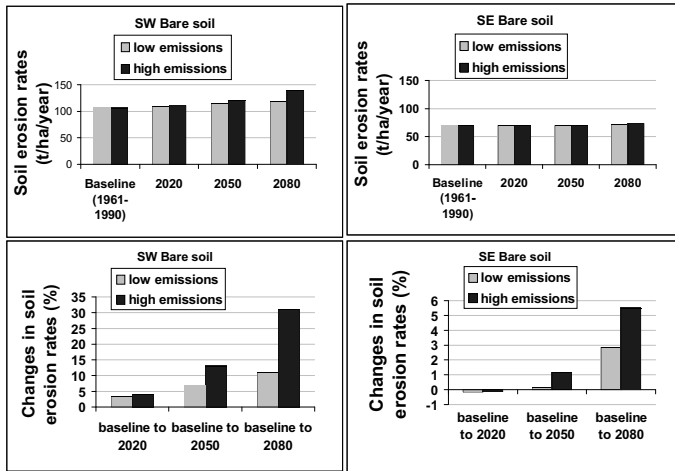 SW Bare soil
low emissions
high emissions
Soil erosion rates
(t/ha/year)
150
100
50
0
Baseline
(1961-
1990)
2020
2050
2080
SE Bare soil
low emissions
high emissions
Soil erosion rates
(t/ha/year)
150
100
50
0
Baseline
(1961-
1990)
2020
2050
2080
SW Bare soil
low emissions
high emissions
Changes in soil
erosion rates (%)
35
30
25
20
15
10
5
0
baseline to
2020
baseline to
2050
baseline to
2080
SE Bare soil
low emissions
high emissions
Changes in soil
erosion rates (%)
6
5
4
3
2
1
0
-1
baseline
to 2020
baseline
to 2050
baseline
to 2080